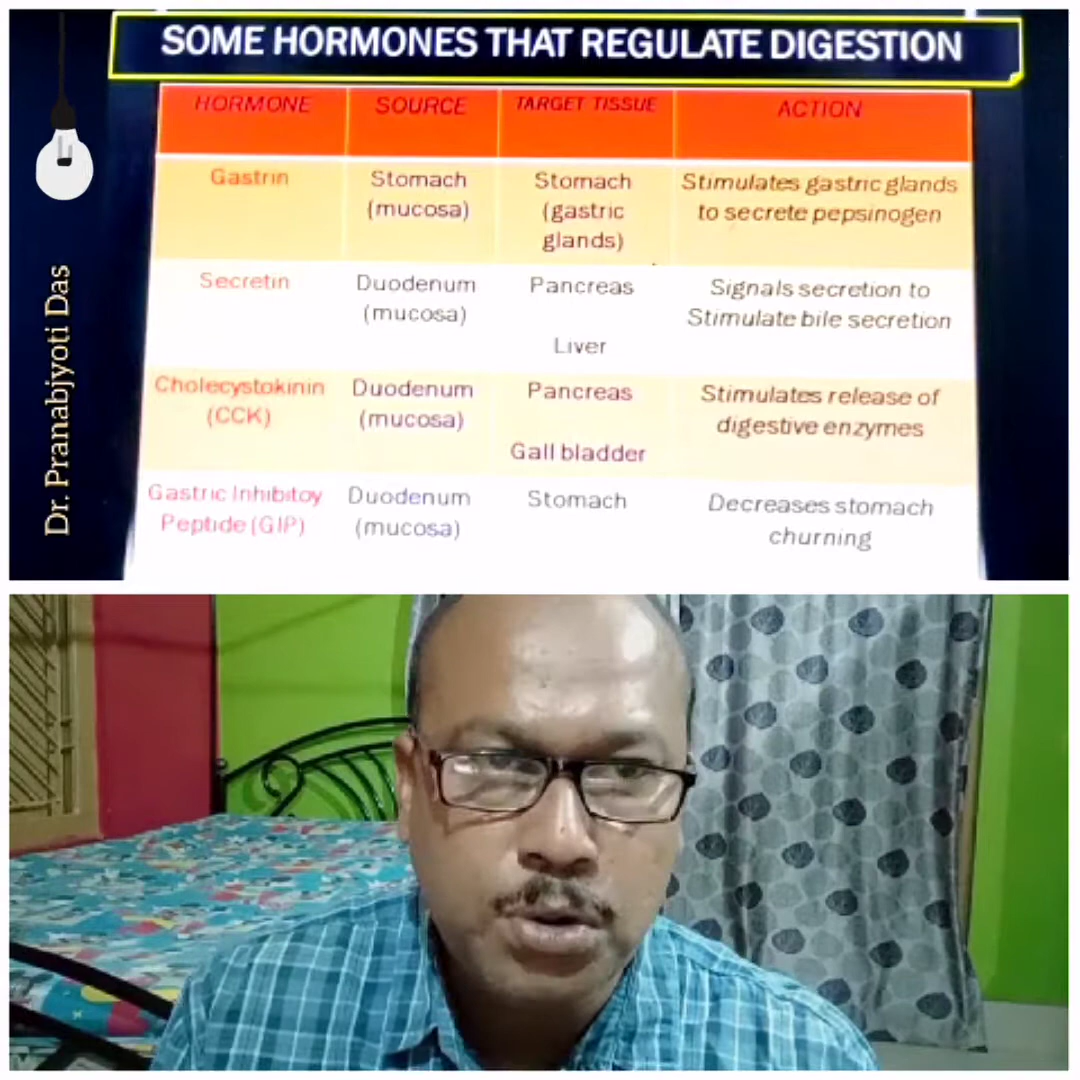 SOME HORMONES THAT REGULATE DIGESTION
HORMONE SOURCE TARGET TISSUE ACTION
Gastrin
Stomach
(mucosa)
Stomach
(gastric
glands)
Stimulates gastric glands
to secrete pepsinogen
Secretin
Duodenum
(mucosa)
Pancreas
Liver
Signals secretion to
Stimulate bile secretion
Cholecystokinin
(CCK)
Duodenum
(mucosa)
Pancreas
Gall bladder
Stimulates release of
digestive enzymes
Gastric Inhibitoy
Peptide (GIP)
Duodenum
(mucosa)
Stomach
Decreases stomach
churning
Dr. Pranabjyoti Das